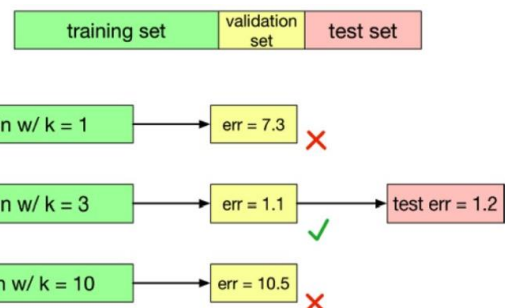 training set
validation
set
test set
n w/ k = 1
err = 7.3
n w/ k = 3
err = 1.1
test err = 1.2
n w/ k = 10
err = 10.5